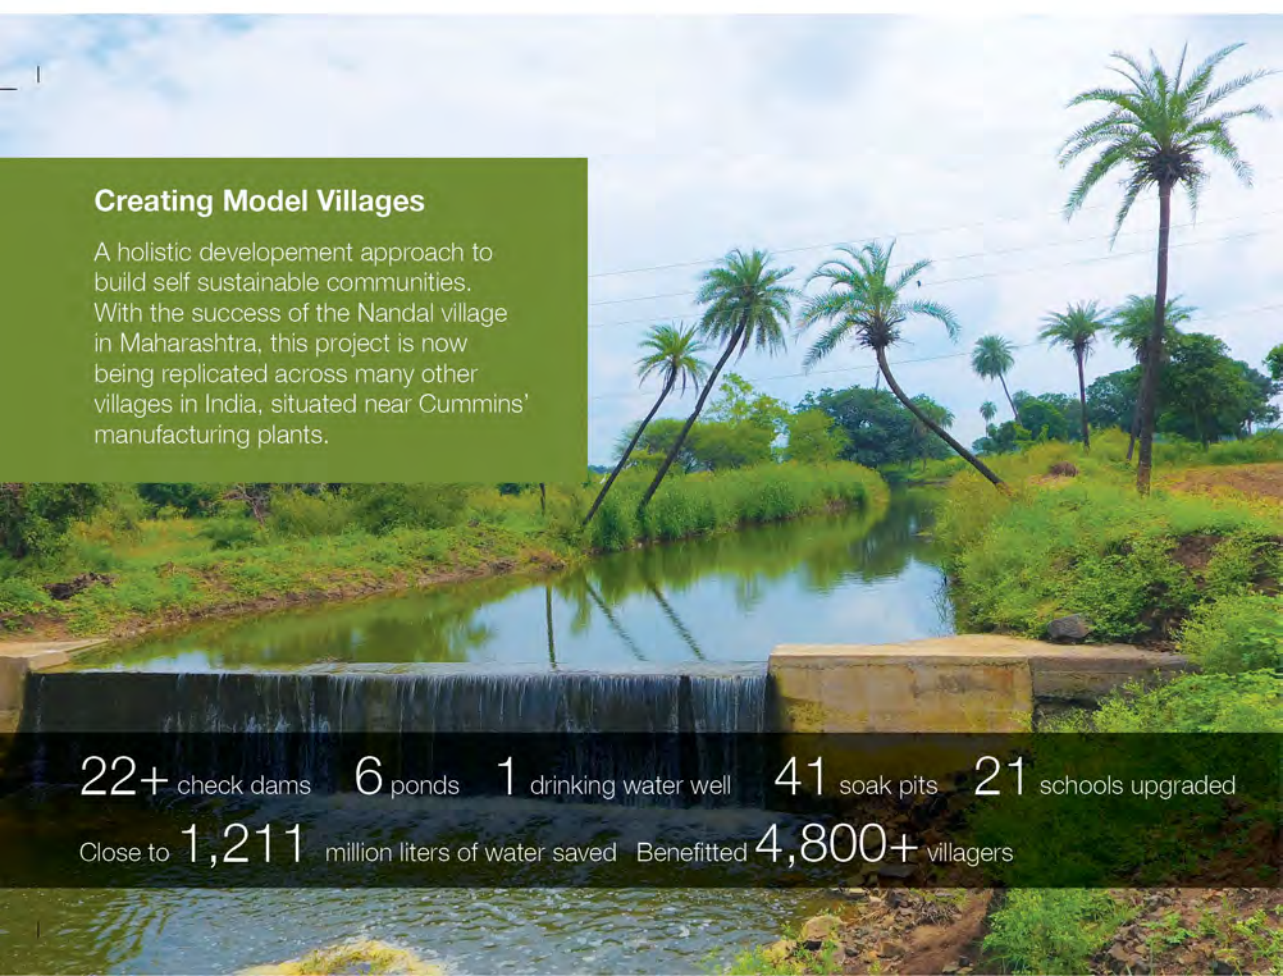 Creating Model Villages
A holistic developement approach to
build self sustainable communities.
With the success of the Nandal village
in Maharashtra, this project is now
being replicated across many other
villages in India, situated near Cummins’
manufacturing plants.
22+ check dams 6 ponds 1 drinking water well 41 soak pits 21 schools upgraded
Close to 1,211 million liters of water saved Benefitted 4,800+ villagers